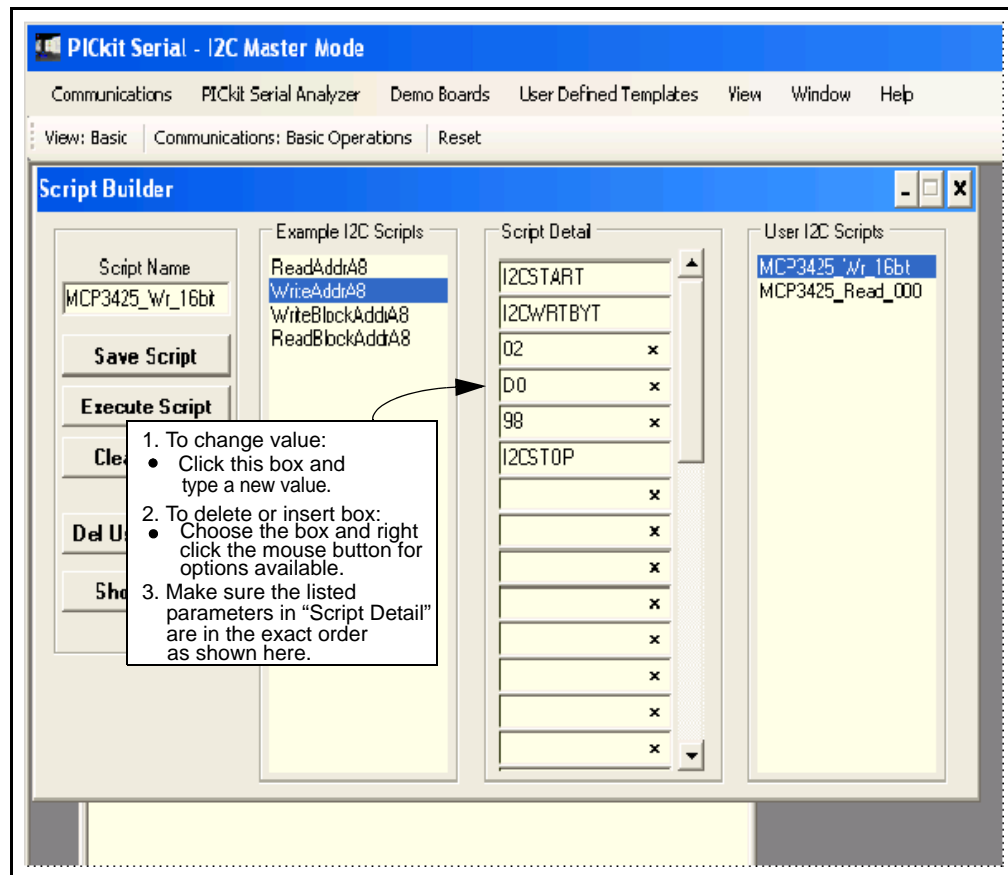 PICkit Serial - I2C Master Mode
Communications PICkit Serial Analyzer Demo Boards User Defined Templates View Window Help
View: Basic Communications: Basic Operations Reset
Script Builder
Script Name
MCP3425_Wr_16bit
Save Script
Execute Script
Example I2C Scripts
ReadAddrA8
WriteAddrA8
WriteBlockAddrA8
ReadBlockAddrA8
Script Detail
I2CSTART
I2CWRTBYT
02 x
D0 x
98 x
I2CSTOP
x
x
x
x
x
x
x
x
User I2C Scripts
MCP3425_Wr_16bit
MCP3425_Read_000
1. To change value:
• Click this box and
type a new value.
2. To delete or insert box:
• Choose the box and right
click the mouse button for
options available.
3. Make sure the listed
parameters in “Script Detail”
are in the exact order
as shown here.
Del U